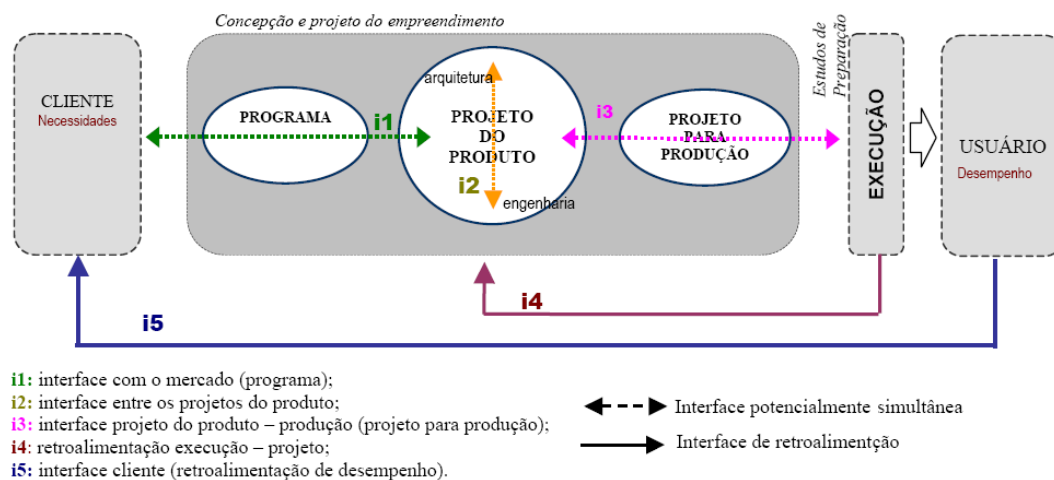 Concepção e projeto do empreendimento
Estudos de
Preparação
CLIENTE
Necessidades
PROGRAMA
i1
arquitetura
PROJETO
DO
PRODUTO
i2
engenharia
i3
PROJETO
PARA
PRODUÇÃO
EXECUÇÃO
USUÁRIO
Desempenho
i4
i5
i1: interface com o mercado (programa);
i2: interface entre os projetos do produto;
i3: interface projeto do produto – produção (projeto para produção);
i4: retroalimentação execução – projeto;
i5: interface cliente (retroalimentação de desempenho).
Interface potencialmente simultânea
Interface de retroalimentção